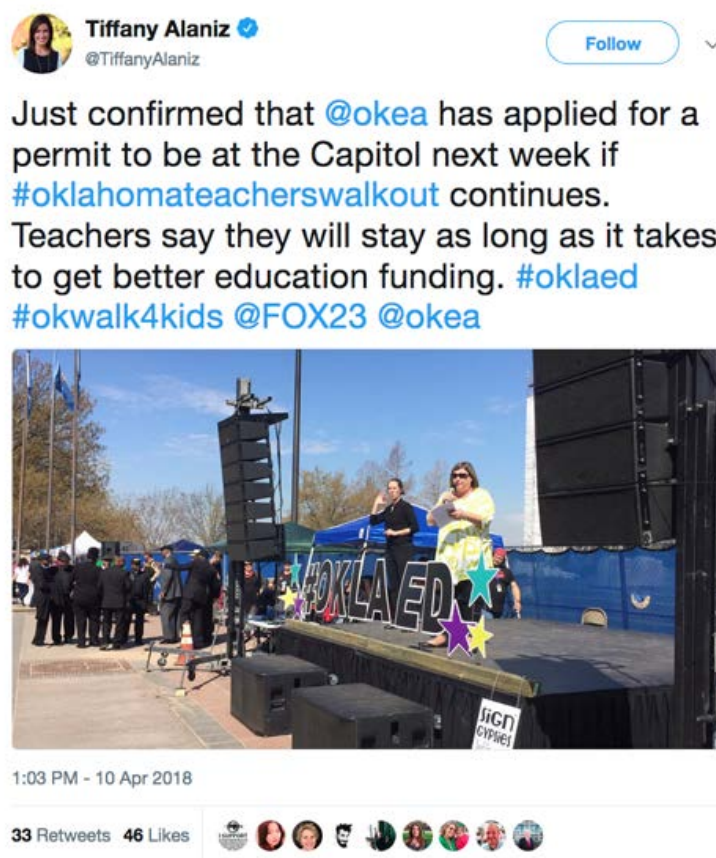 Tiffany Alaniz
@TiffanyAlaniz
Follow
Just confirmed that @okea has applied for a
permit to be at the Capitol next week if
#oklahomateacherswalkout continues.
Teachers say they will stay as long as it takes
to get better education funding. #oklaed
#okwalk4kids @FOX23 @okea
#OKLAED
SIGN
GYPSIES
1:03 PM - 10 Apr 2018
33 Retweets 46 Likes